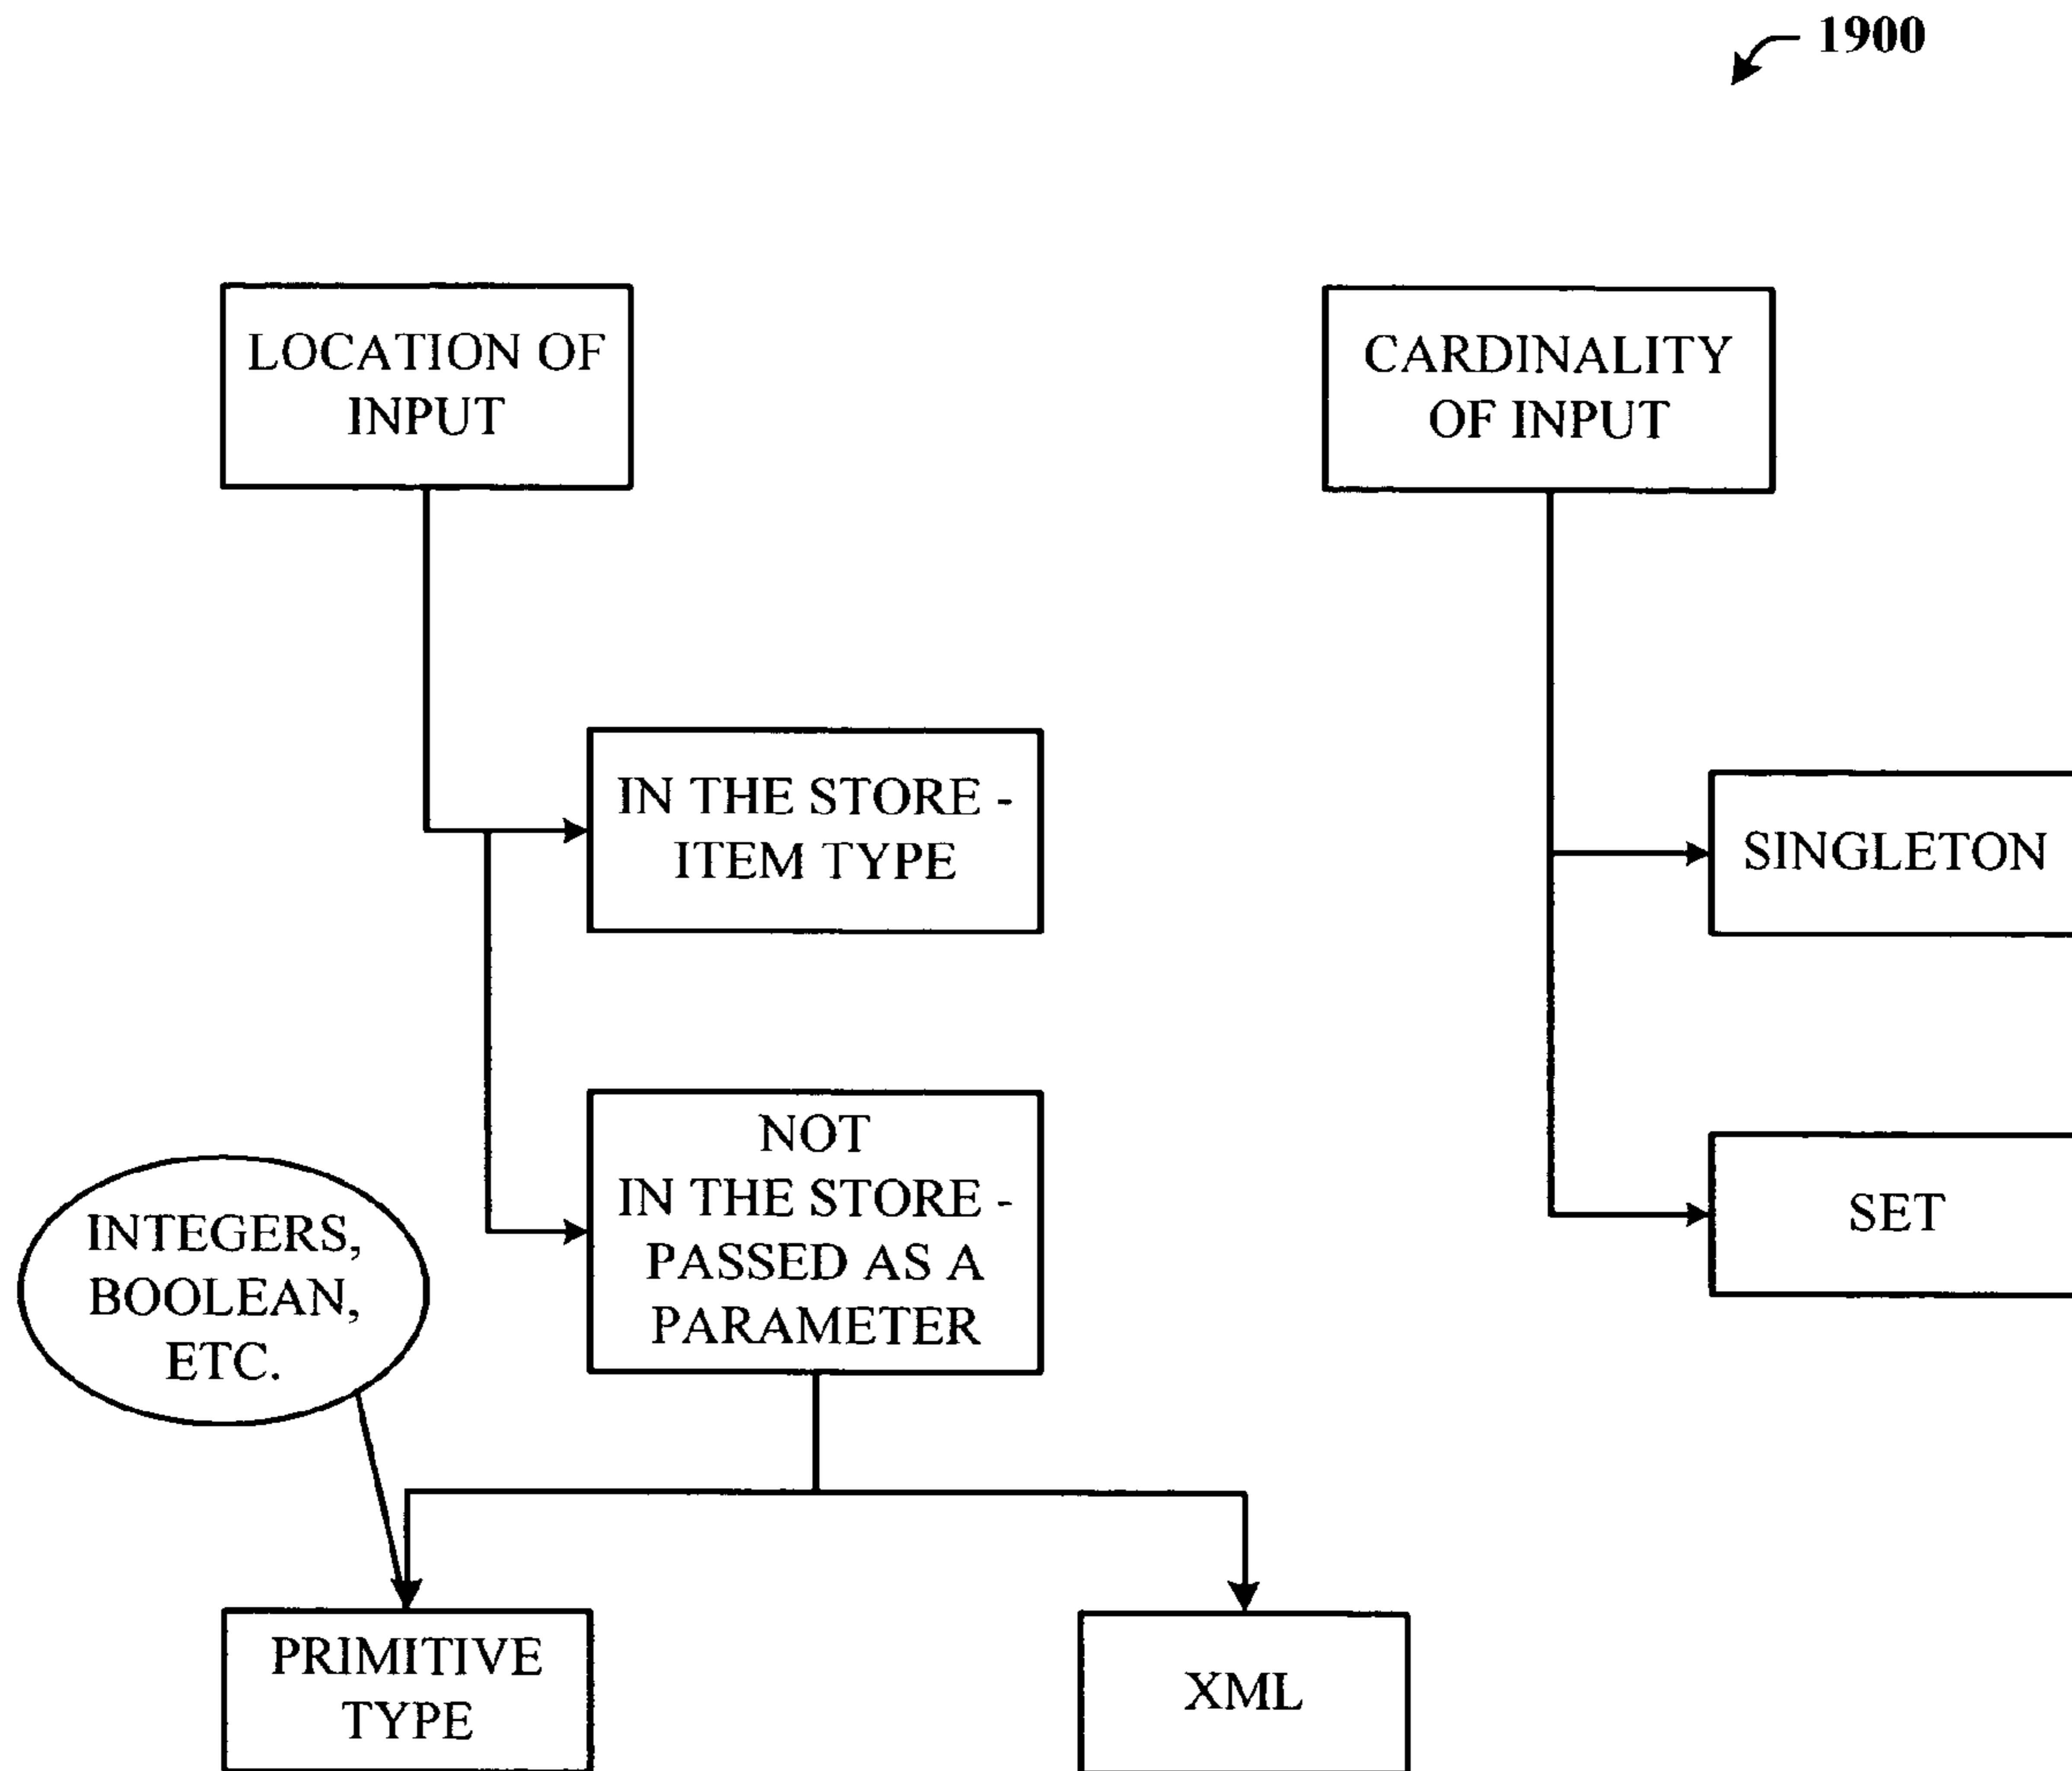 1900
LOCATION OF
INPUT
CARDINALITY
OF INPUT
IN THE STORE -
ITEM TYPE
SINGLETON
NOT
IN THE STORE -
PASSED AS A
PARAMETER
SET
INTEGERS,
BOOLEAN,
ETC.
PRIMITIVE
TYPE
XML